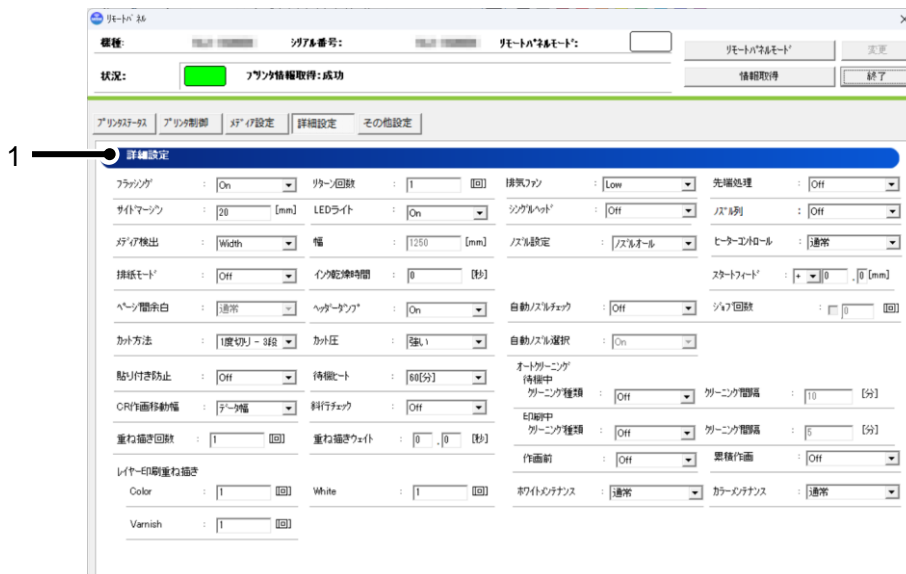 リモートパネル
機種:
シリアル番号:
リモートパネルモード:
リモートパネルモード
変更
状況:
プリンタ情報取得:成功
情報取得
終了
プリンタステータス プリンタ制御 メディア設定 詳細設定 その他設定
1
詳細設定
フラッシング : On リターン回数 : 1 [回] 排気ファン : Low 先端処理 : Off
サイドマージン : 20 [mm] LEDライト : On シングルヘッド : Off ノズル列 : Off
メディア検出 : Width 幅 : 1250 [mm] ノズル設定 : ノズルオール ヒーターコントロール : 通常
排紙モード : Off インク乾燥時間 : 0 [秒] スタートフィード : + 0 . 0 [mm]
ページ間余白 : 通常 ヘッダーダンプ : On 自動ノズルチェック : Off ジョブ回数 : 0 [回]
カット方法 : 1度切り - 3段 カット圧 : 強い 自動ノズル選択 : On
オートクリーニング
待機中
貼り付き防止 : Off 待機ヒート : 60[分] クリーニング種類 : Off クリーニング間隔 : 10 [分]
CR作画移動幅 : データ幅 斜行チェック : Off
印刷中
クリーニング種類 : Off クリーニング間隔 : 5 [分]
重ね描き回数 : 1 [回] 重ね描きウェイト : 0 . 0 [秒]
作画前 : Off 累積作画 : Off
レイヤー印刷重ね描き
Color : 1 [回] White : 1 [回] ホワイトメンテナンス : 通常 カラーメンテナンス : 通常
Varnish : 1 [回]